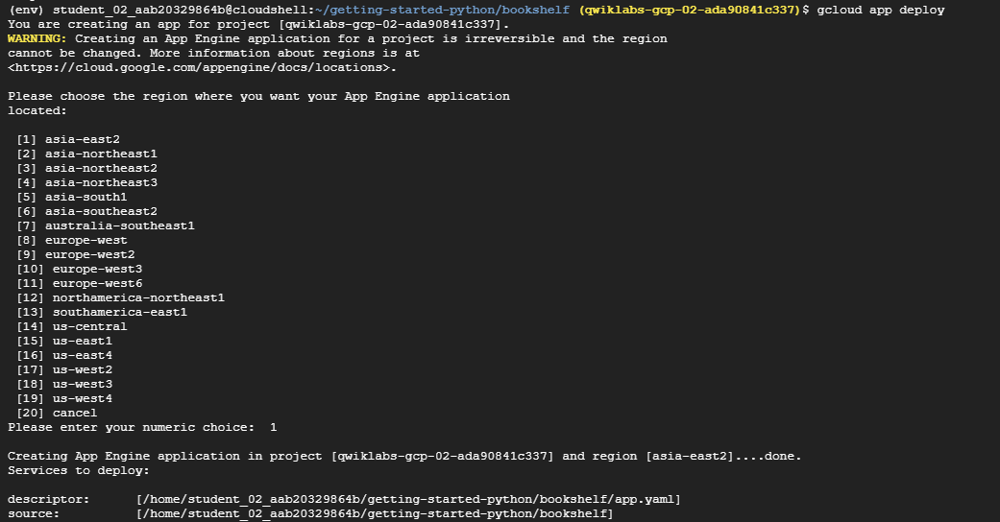 (env) student_02_aab20329864b@cloudshell:~/getting-started-python/bookshelf (qwiklabs-gcp-02-ada90841c337)$ gcloud app deploy
You are creating an app for project [qwiklabs-gcp-02-ada90841c337].
WARNING: Creating an App Engine application for a project is irreversible and the region
cannot be changed. More information about regions is at
<https://cloud.google.com/appengine/docs/locations>.
Please choose the region where you want your App Engine application
located:
[1] asia-east2
[2] asia-northeast1
[3] asia-northeast2
[4] asia-northeast3
[5] asia-south1
[6] asia-southeast2
[7] australia-southeast1
[8] europe-west
[9] europe-west2
[10] europe-west3
[11] europe-west6
[12] northamerica-northeast1
[13] southamerica-east1
[14] us-central
[15] us-east1
[16] us-east4
[17] us-west2
[18] us-west3
[19] us-west4
[20] cancel
Please enter your numeric choice:  1
Creating App Engine application in project [qwiklabs-gcp-02-ada90841c337] and region [asia-east2]....done.
Services to deploy:
descriptor:      [/home/student_02_aab20329864b/getting-started-python/bookshelf/app.yaml]
source:          [/home/student_02_aab20329864b/getting-started-python/bookshelf]